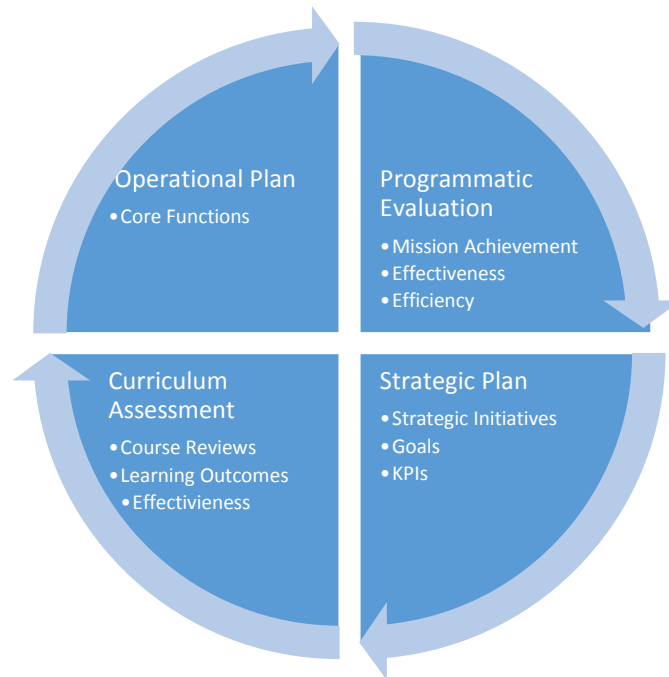 Operational Plan
• Core Functions
Programmatic
Evaluation
• Mission Achievement
• Effectiveness
• Efficiency
Curriculum
Assessment
• Course Reviews
• Learning Outcomes
• Effectivieness
Strategic Plan
• Strategic Initiatives
• Goals
• KPIs